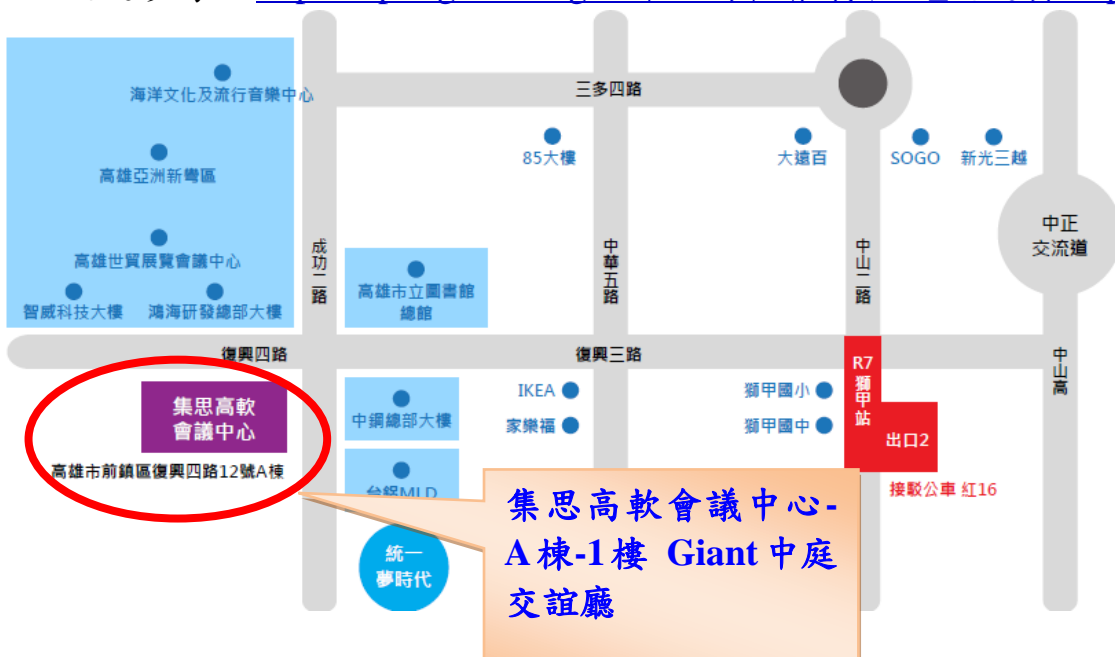 三多四路
海洋文化及流行音樂中心
85大樓
大遠百
SOGO
新光三越
高雄亞洲新彎區
中正
交流道
高雄世貿展覽會議中心
成功二路
中華五路
中山二路
高雄市立圖書館
總館
智威科技大樓
鴻海研發總部大樓
復興四路
復興三路
R7
獅甲站
中山高
集思高軟
會議中心
IKEA
獅甲國小
中鋼總部大樓
家樂福
獅甲國中
出口2
高雄市前鎮區復興四路12號A棟
接駁公車 紅16
集思高軟會議中心-
A棟-1樓 Giant中庭
交誼廳
統一
夢時代